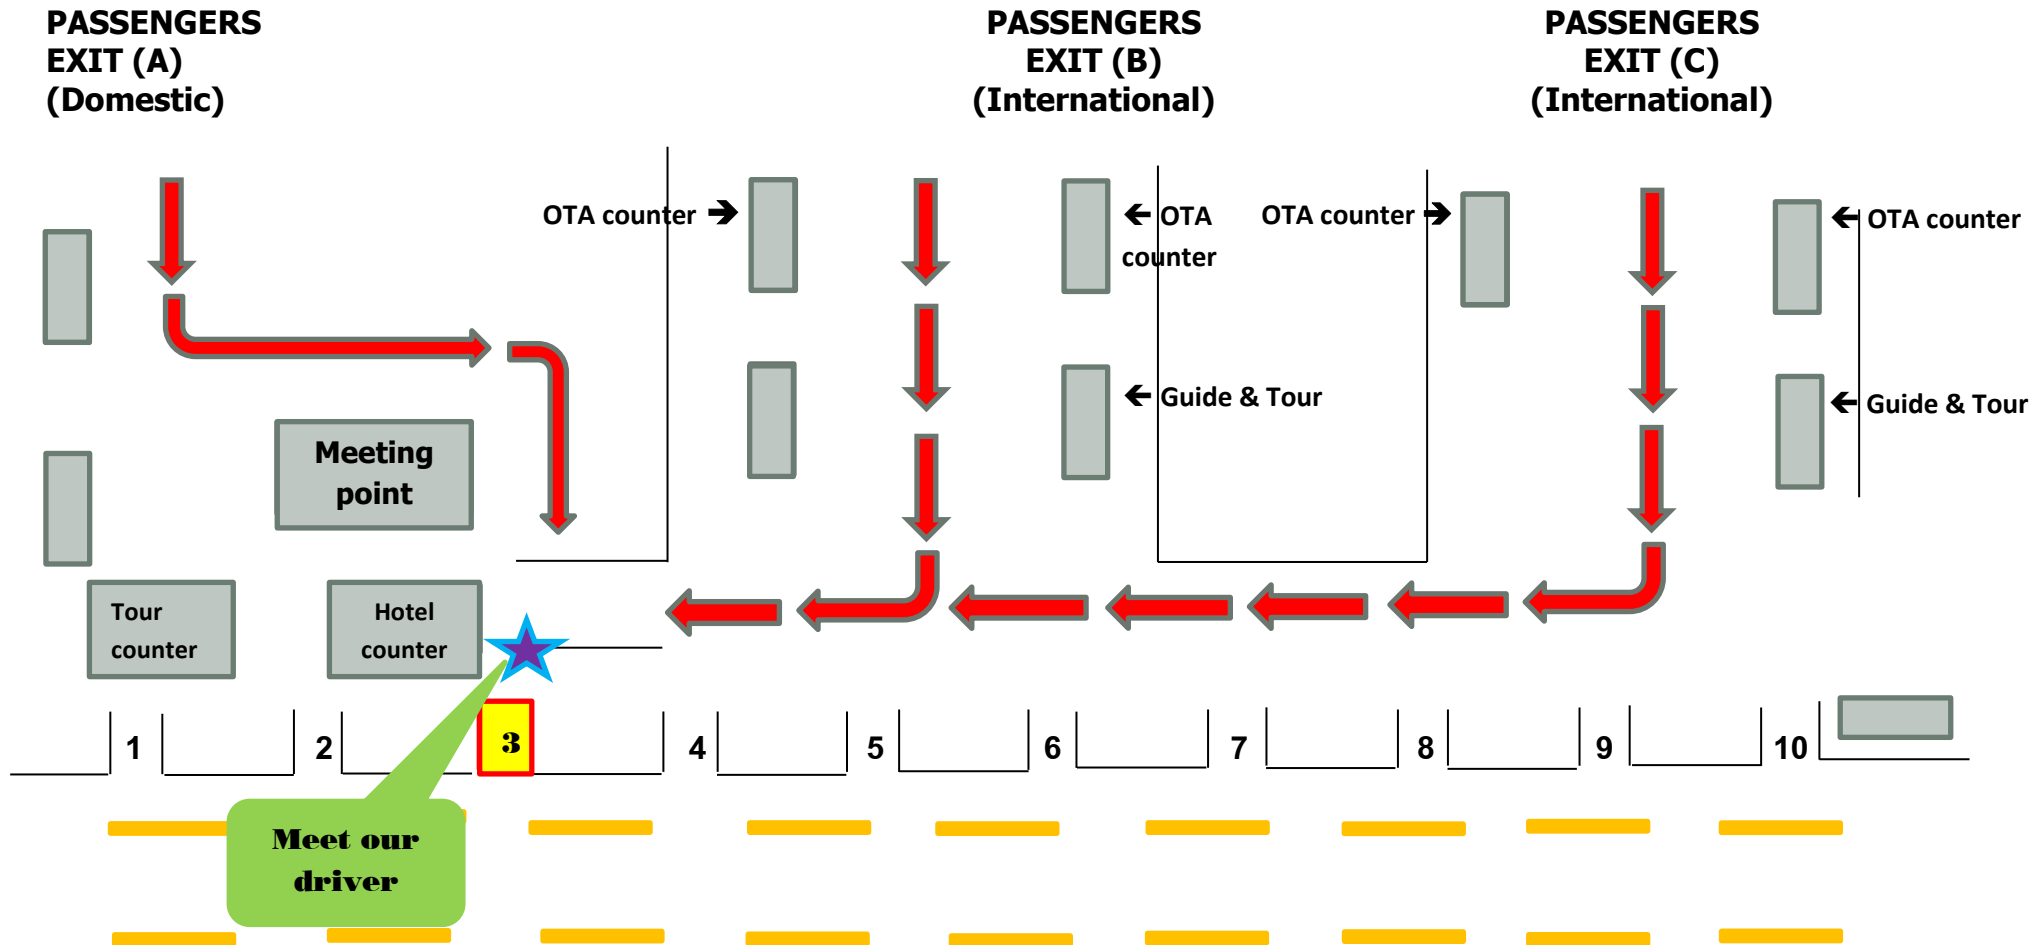 PASSENGERS
EXIT (A)
(Domestic)
PASSENGERS
EXIT (B)
(International)
PASSENGERS
EXIT (C)
(International)
OTA counter →
← OTA
counter
OTA counter →
← OTA counter
← Guide & Tour
← Guide & Tour
Meeting
point
Tour
counter
Hotel
counter
1
2
3
4
5
6
7
8
9
10
Meet our
driver